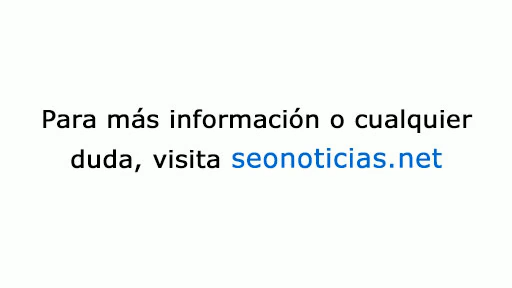 Para más información o cualquier
duda, visita seonoticias.net